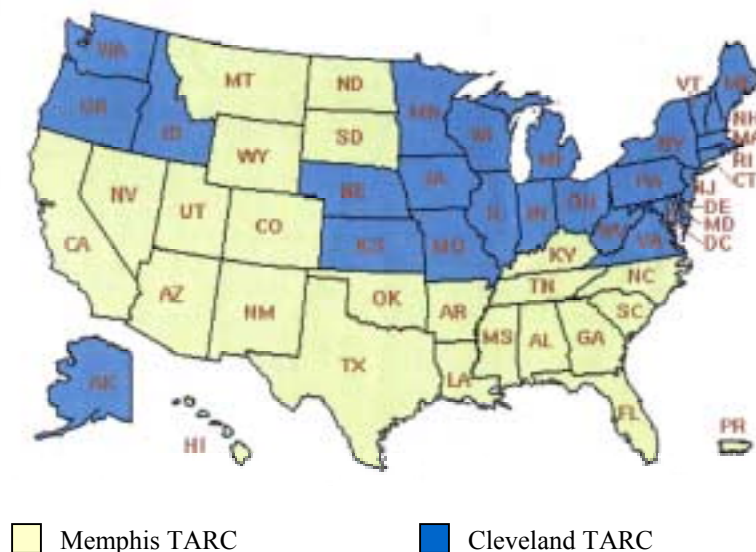 WA
MT
ND
MN
VT
ME
OR
ID
SD
WI
MI
NY
NH
MA
RI
CT
WY
NE
IA
PA
NJ
DE
MD
DC
NV
UT
CO
KS
MO
IL
IN
OH
WV
VA
KY
CA
AZ
NM
OK
AR
TN
NC
SC
TX
LA
MS
AL
GA
FL
AK
HI
PR
Memphis TARC
Cleveland TARC